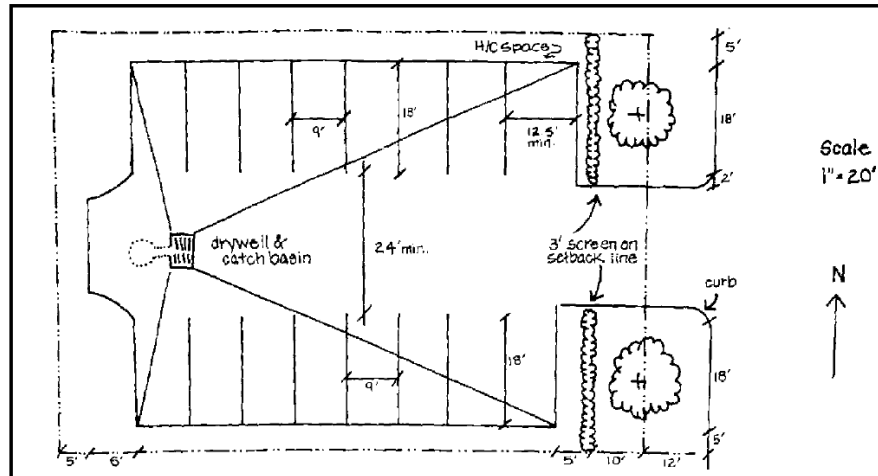 H/C spaces
5'
9'
18'
12.5'
min.
18'
2'
Scale
1"=20'
drywell &
catch basin
24' min.
3' screen on
setback line
N
curb
9'
18'
18'
5'
5'
6'
5'
10'
12'